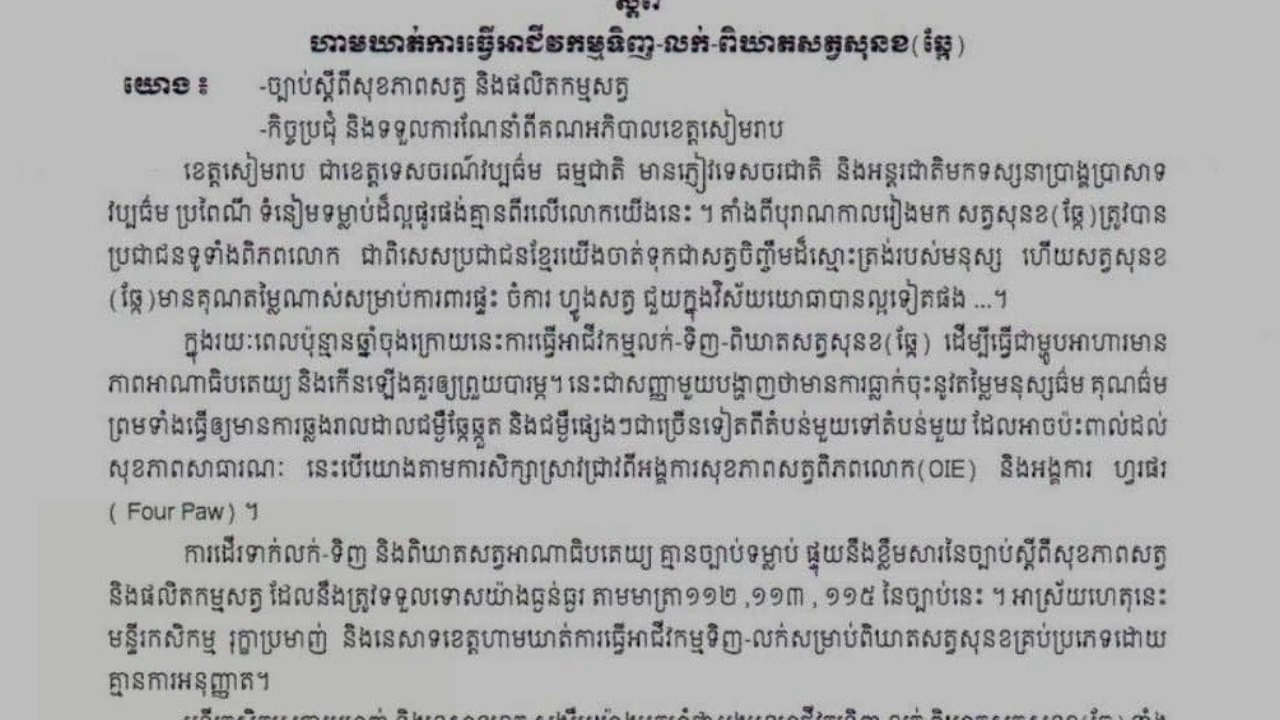 ស្តីពី
ហាមឃាត់ការធ្វើអាជីវកម្មទិញ-លក់-ពិឃាតសត្វសុនខ(ឆ្កែ)
យោង ៖ -ច្បាប់ស្តីពីសុខភាពសត្វ និងផលិតកម្មសត្វ
-កិច្ចប្រជុំ និងទទួលការណែនាំពីគណអភិបាលខេត្តសៀមរាប
ខេត្តសៀមរាប ជាខេត្តទេសចរណ៍វប្បធម៌ម ធម្មជាតិ មានភ្ញៀវទេសចរជាតិ និងអន្តរជាតិមកទស្សនាប្រាង្គប្រាសាទ
វប្បធម៌ម ប្រពៃណី ទំនៀមទម្លាប់ដ៏ល្អផូរផង់គ្មានពីរលើលោកយើងនេះ ។ តាំងពីបុរាណកាលរៀងមក សត្វសុនខ(ឆ្កែ)ត្រូវបាន
ប្រជាជនទូទាំងពិភពលោក ជាពិសេសប្រជាជនខ្មែរយើងចាត់ទុកជាសត្វចិញ្ចឹមដ៏ស្មោះត្រង់របស់មនុស្ស ហើយសត្វសុនខ
(ឆ្កែ)មានគុណតម្លៃណាស់សម្រាប់ការពារផ្ទះ ចំការ ហ្វូងសត្វ ជួយក្នុងវិស័យយោធាបានល្អទៀតផង ...។
ក្នុងរយៈពេលប៉ុន្មានឆ្នាំចុងក្រោយនេះការធ្វើអាជីវកម្មលក់-ទិញ-ពិឃាតសត្វសុនខ(ឆ្កែ) ដើម្បីធ្វើជាម្ហូបអាហារមាន
ភាពអាណាធិបតេយ្យ និងកើនឡើងគួរឲ្យព្រួយបារម្ភ។ នេះជាសញ្ញាមួយបង្ហាញថាមានការធ្លាក់ចុះនូវតម្លៃមនុស្សធម៌ម គុណធម៌ម
ព្រមទាំងធ្វើឲ្យមានការឆ្លងរាលដាលជម្ងឺឆ្កែឆ្កួត និងជម្ងឺផ្សេងៗជាច្រើនទៀតពីតំបន់មួយទៅតំបន់មួយ ដែលអាចប៉ះពាល់ដល់
សុខភាពសាធារណៈ នេះបើយោងតាមការសិក្សាស្រាវជ្រាវពីអង្គការសុខភាពសត្វពិភពលោក(OIE) និងអង្គការ ហ្វរផរ
( Four Paw) ។
ការដើរទាក់លក់-ទិញ និងពិឃាតសត្វអាណាធិបតេយ្យ គ្មានច្បាប់ទម្លាប់ ផ្ទុយនឹងខ្លឹមសារនៃច្បាប់ស្តីពីសុខភាពសត្វ
និងផលិតកម្មសត្វ ដែលនឹងត្រូវទទួលទោសយ៉ាងធ្ងន់ធ្ងរ តាមមាត្រា១១២ ,១១៣ , ១១៥ នៃច្បាប់នេះ ។ អាស្រ័យហេតុនេះ
មន្ទីរកសិកម្ម រុក្ខាប្រមាញ់ និងនេសាទខេត្តហាមឃាត់ការធ្វើអាជីវកម្មទិញ-លក់សម្រាប់ពិឃាតសត្វសុនខគ្រប់ប្រភេទដោយ
គ្មានការអនុញ្ញាត។